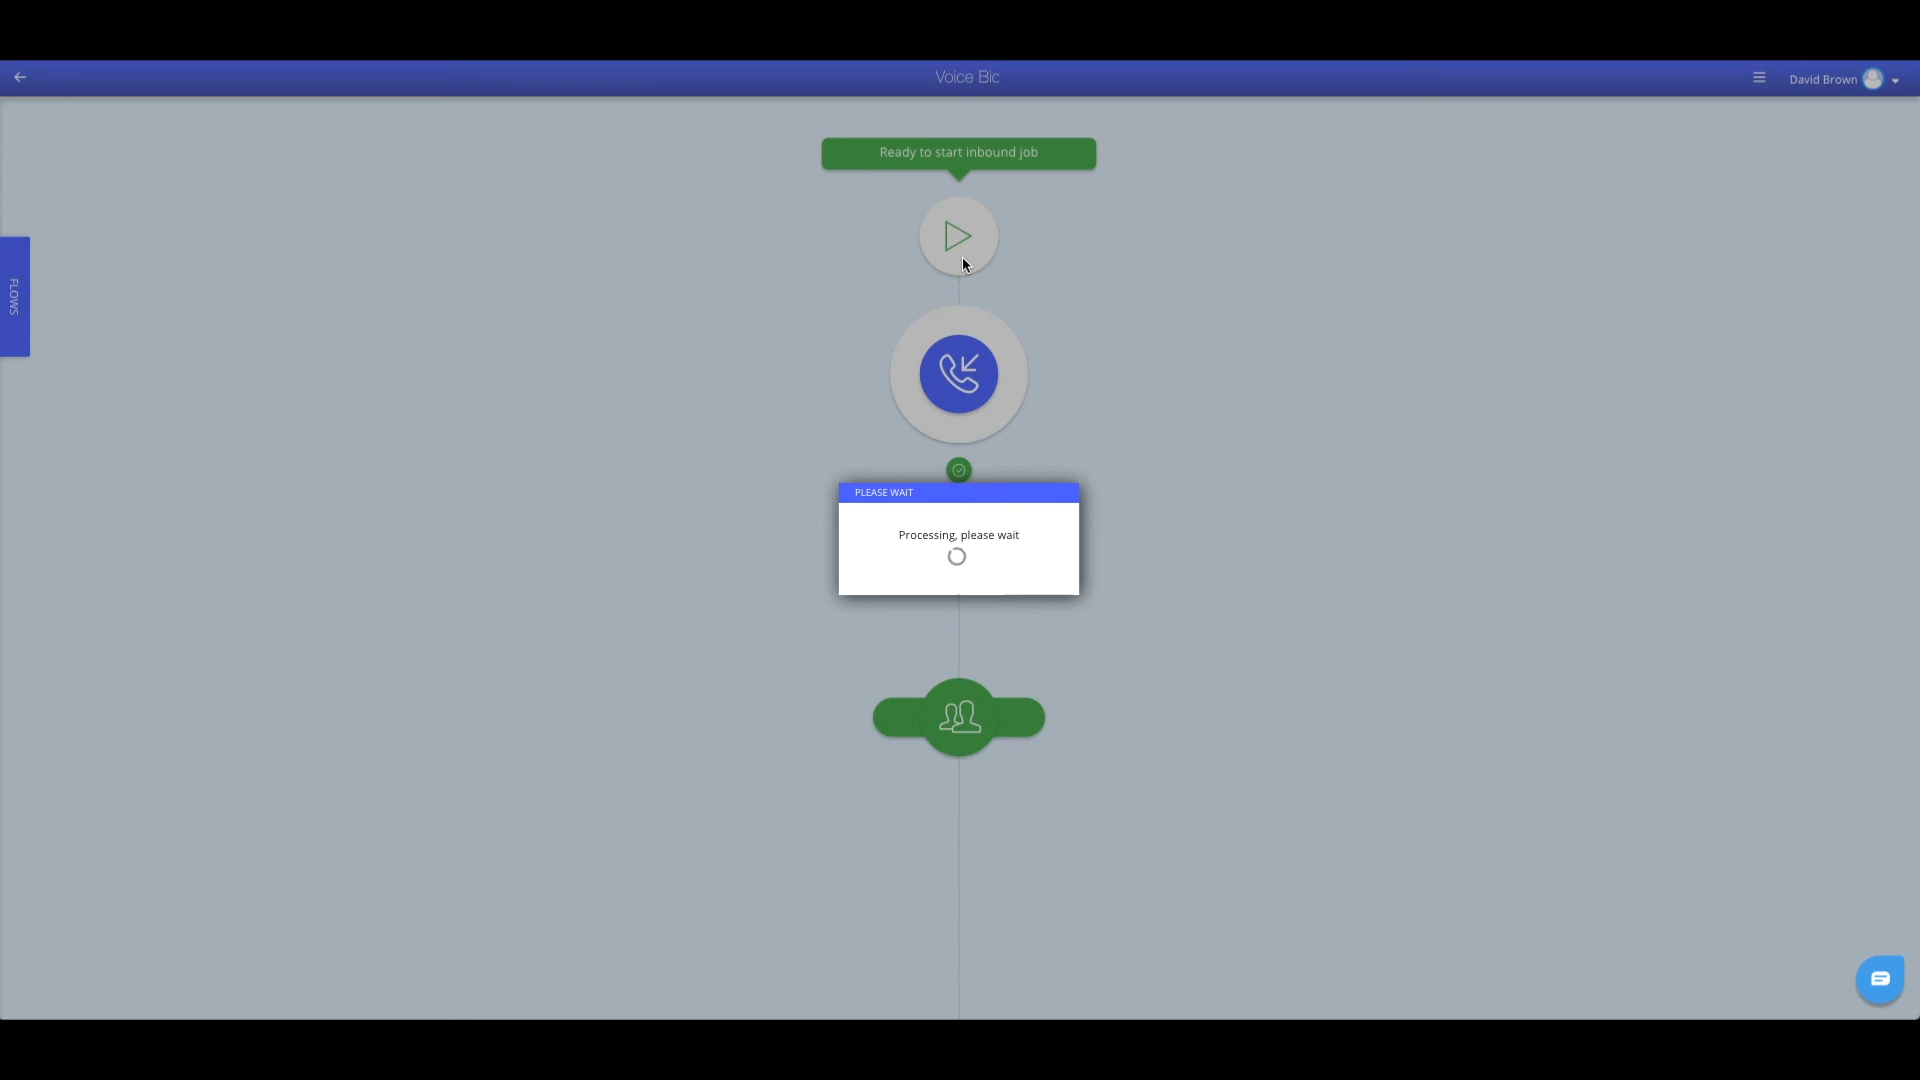 Voice Bic
David Brown
Ready to start inbound job
FLOWS
PLEASE WAIT
Processing, please wait